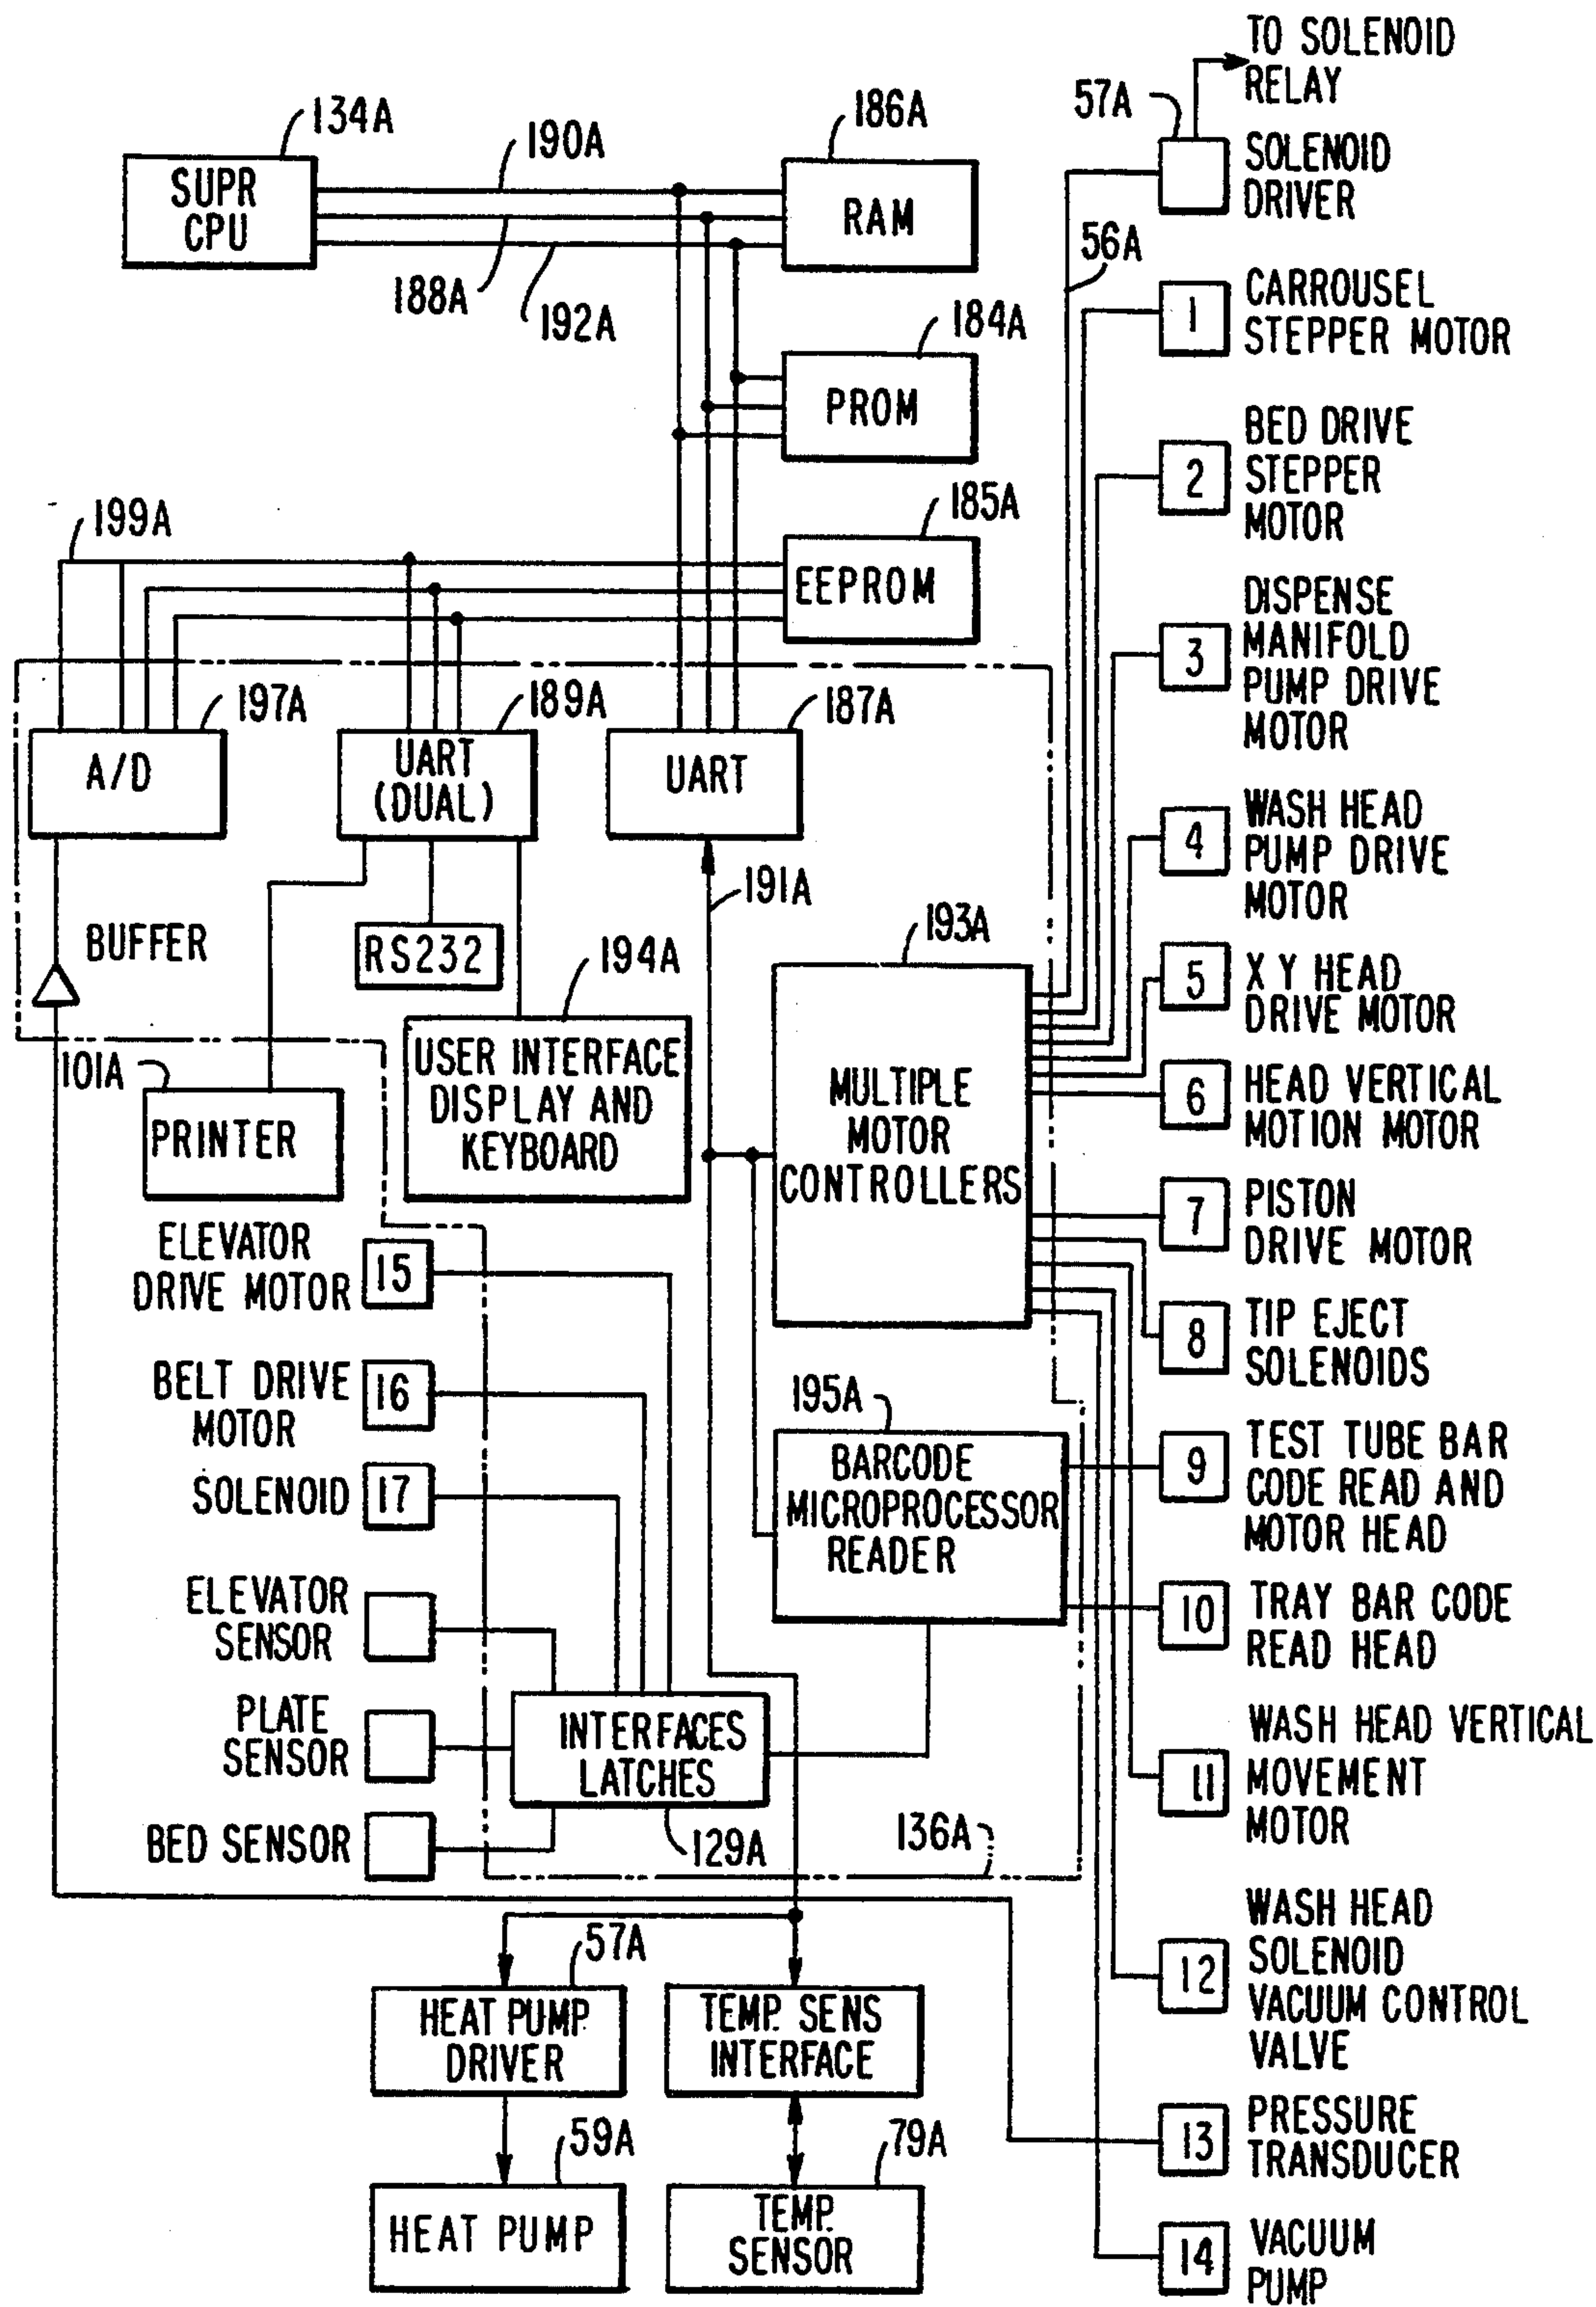 TO SOLENOID
RELAY
57A
SOLENOID
DRIVER
134A
190A
186A
SUPR
CPU
RAM
188A
192A
56A
1
CARROUSEL
STEPPER MOTOR
184A
PROM
2
BED DRIVE
STEPPER
MOTOR
199A
185A
EEPROM
3
DISPENSE
MANIFOLD
PUMP DRIVE
MOTOR
197A
189A
187A
A/D
UART
(DUAL)
UART
4
WASH HEAD
PUMP DRIVE
MOTOR
191A
BUFFER
RS232
194A
193A
5
X Y HEAD
DRIVE MOTOR
101A
PRINTER
USER INTERFACE
DISPLAY AND
KEYBOARD
MULTIPLE
MOTOR
CONTROLLERS
6
HEAD VERTICAL
MOTION MOTOR
7
PISTON
DRIVE MOTOR
ELEVATOR
DRIVE MOTOR
15
8
TIP EJECT
SOLENOIDS
BELT DRIVE
MOTOR
16
195A
BARCODE
MICROPROCESSOR
READER
9
TEST TUBE BAR
CODE READ AND
MOTOR HEAD
SOLENOID
17
ELEVATOR
SENSOR
10
TRAY BAR CODE
READ HEAD
PLATE
SENSOR
INTERFACES
LATCHES
11
WASH HEAD VERTICAL
MOVEMENT
MOTOR
BED SENSOR
129A
136A
12
WASH HEAD
SOLENOID
VACUUM CONTROL
VALVE
57A
HEAT PUMP
DRIVER
TEMP. SENS
INTERFACE
13
PRESSURE
TRANSDUCER
59A
79A
HEAT PUMP
TEMP.
SENSOR
14
VACUUM
PUMP